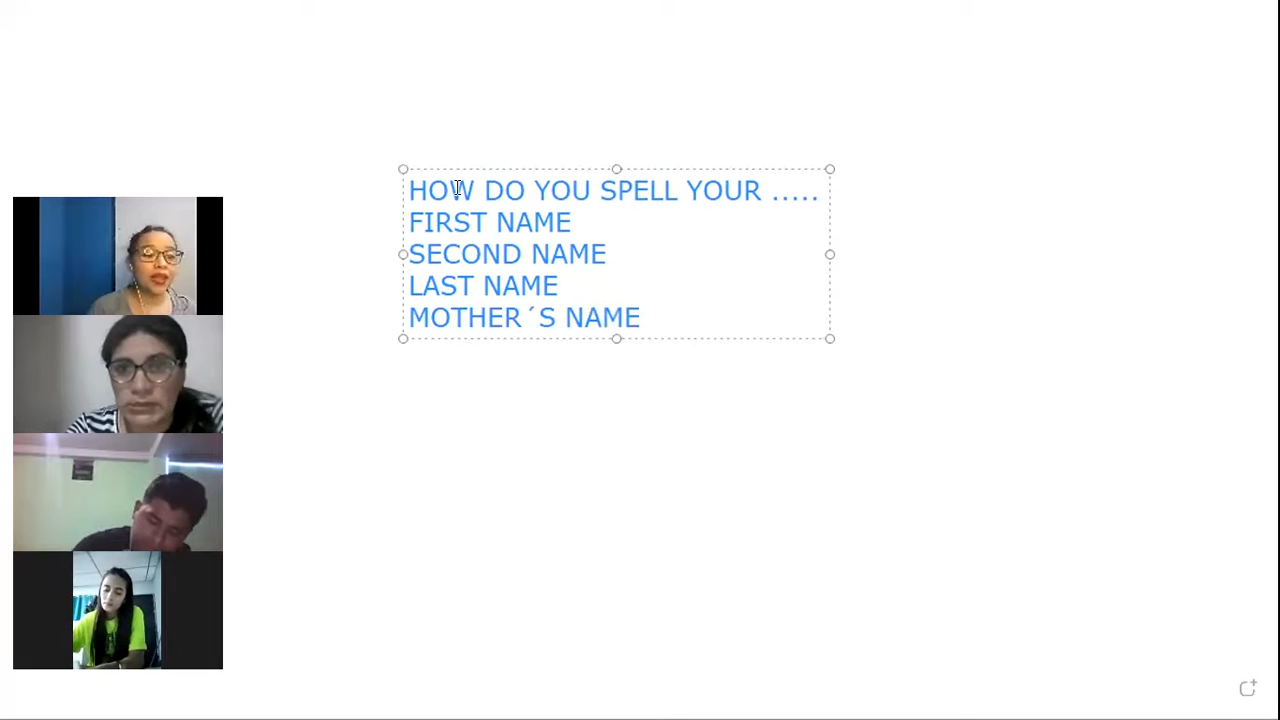 HOW DO YOU SPELL YOUR .....
FIRST NAME
SECOND NAME
LAST NAME
MOTHER´S NAME